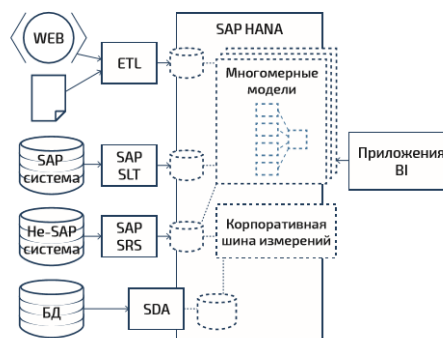 SAP HANA
WEB
ETL
Многомерные
модели
SAP
система
SAP
SLT
Приложения
BI
Не-SAP
система
SAP
SRS
Корпоративная
шина измерений
БД
SDA